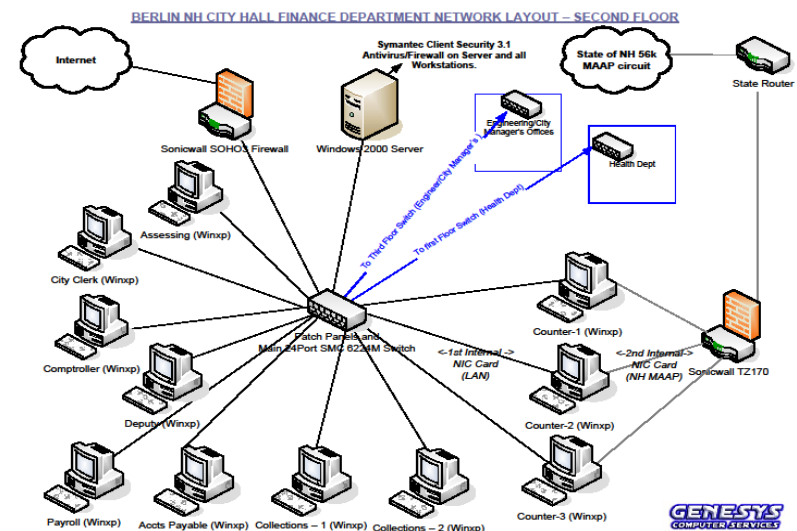 BERLIN NH CITY HALL FINANCE DEPARTMENT NETWORK LAYOUT – SECOND FLOOR
Internet
Symantec Client Security 3.1
Antivirus/Firewall on Server and all
Workstations.
State of NH 56k
MAAP circuit
State Router
Sonicwall SOHO3 Firewall
Windows 2000 Server
Engineering/City
Manager's Offices
Health Dept
To Third Floor Switch (Engineer/City Manager's )
To first Floor Switch (Health Dept)
Assessing (Winxp)
City Clerk (Winxp)
Comptroller (Winxp)
Deputy (Winxp)
Patch Panels and
Main 24Port SMC 6224M Switch
Counter-1 (Winxp)
<-1st Internal ->
NIC Card
(LAN)
<-2nd Internal->
NIC Card
(NH MAAP)
Sonicwall TZ170
Counter-2 (Winxp)
Counter-3 (Winxp)
Payroll (Winxp)
Accts Payable (Winxp)
Collections – 1 (Winxp)
Collections – 2 (Winxp)
GENESYS
COMPUTER SERVICES